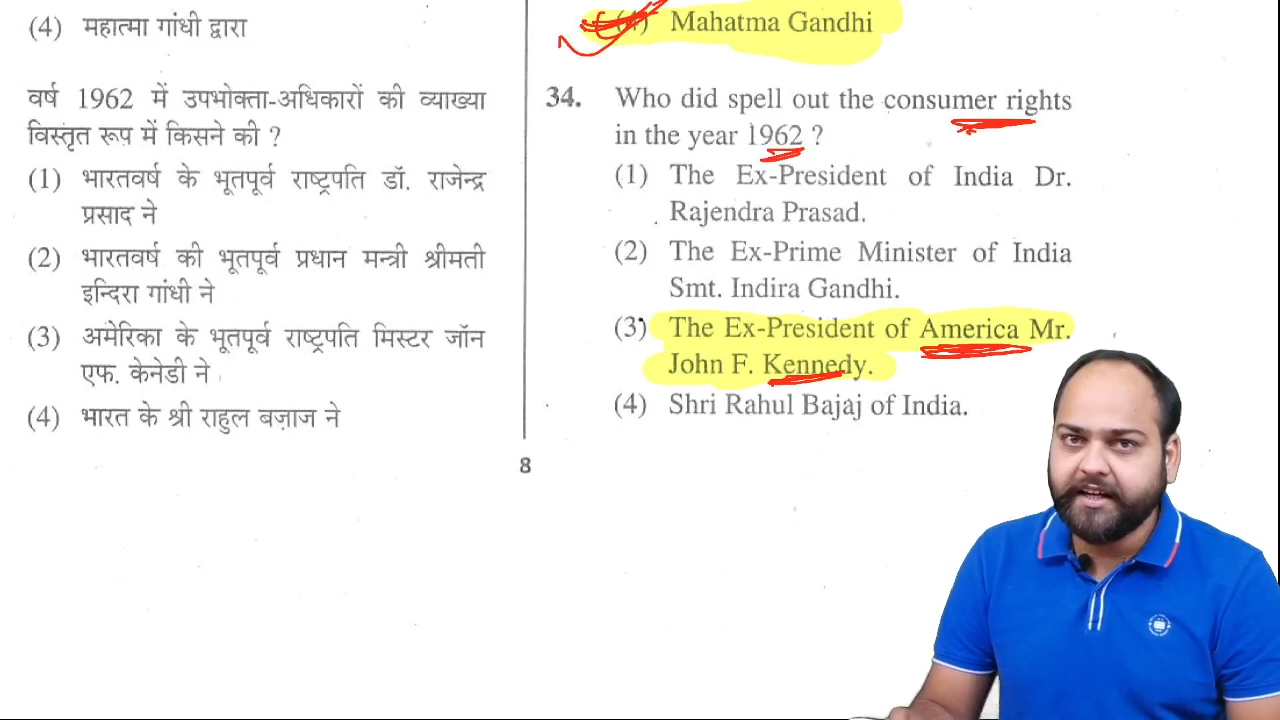 (4) महात्मा गांधी द्वारा
वर्ष 1962 में उपभोक्ता-अधिकारों की व्याख्या
विस्तृत रूप में किसने की ?
(1) भारतवर्ष के भूतपूर्व राष्ट्रपति डॉ. राजेन्द्र
प्रसाद ने
(2) भारतवर्ष की भूतपूर्व प्रधान मन्त्री श्रीमती
इन्दिरा गांधी ने
(3) अमेरिका के भूतपूर्व राष्ट्रपति मिस्टर जॉन
एफ. केनेडी ने
(4) भारत के श्री राहुल बज़ाज ने
(4) Mahatma Gandhi
34. Who did spell out the consumer rights
in the year 1962 ?
(1) The Ex-President of India Dr.
Rajendra Prasad.
(2) The Ex-Prime Minister of India
Smt. Indira Gandhi.
(3) The Ex-President of America Mr.
John F. Kennedy.
(4) Shri Rahul Bajaj of India.
8